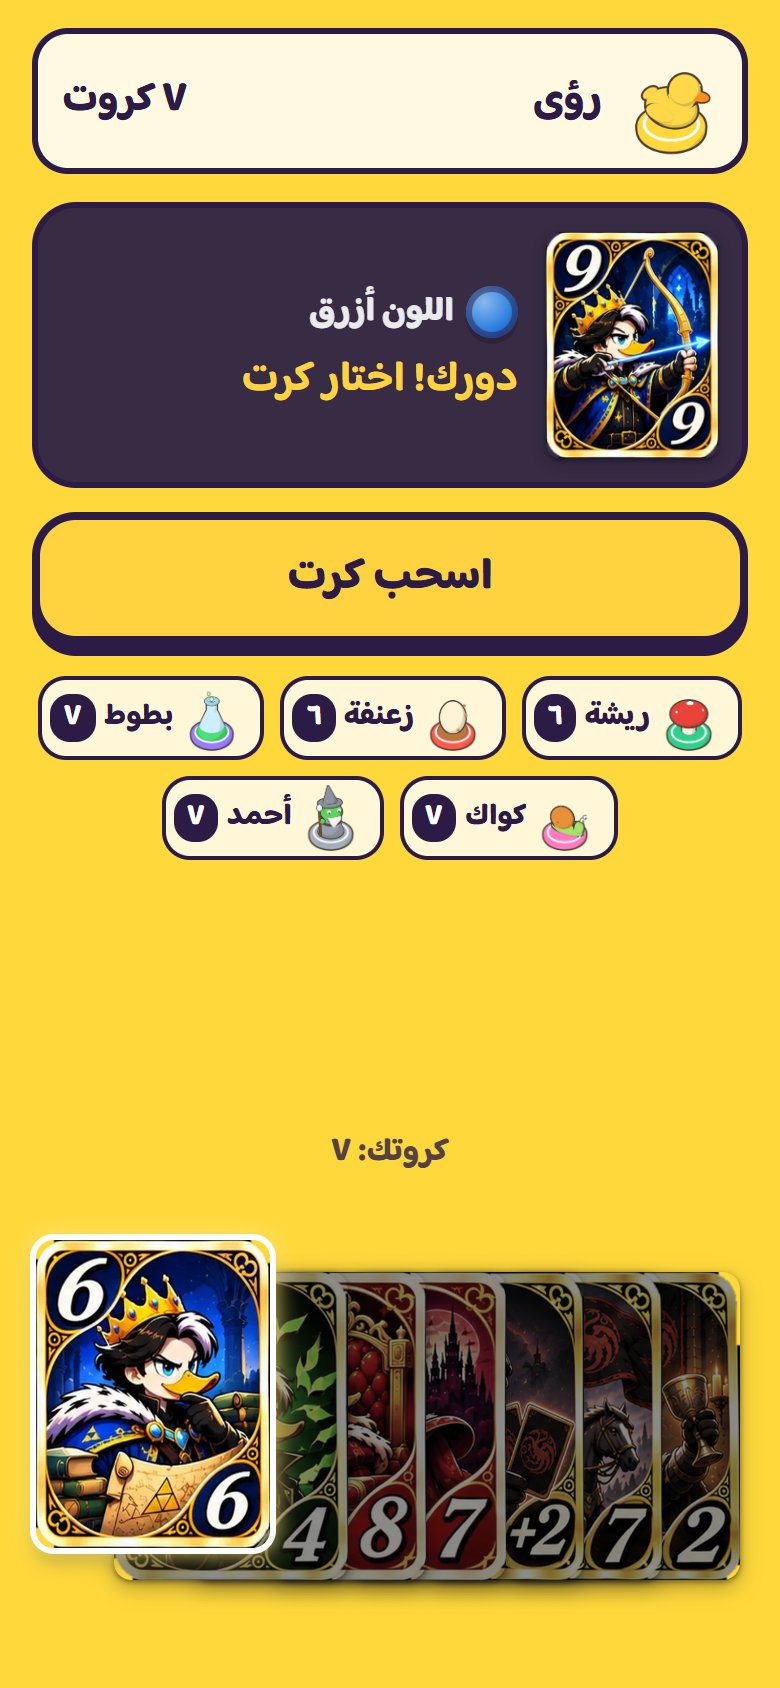 رؤى
٧ كروت
9
9
اللون أزرق
دورك! اختار كرت
اسحب كرت
ريشة ٦
زعنفة ٦
بطوط ٧
كواك ٧
أحمد ٧
كروتك: ٧
6
6
4
8
7
+2
7
2